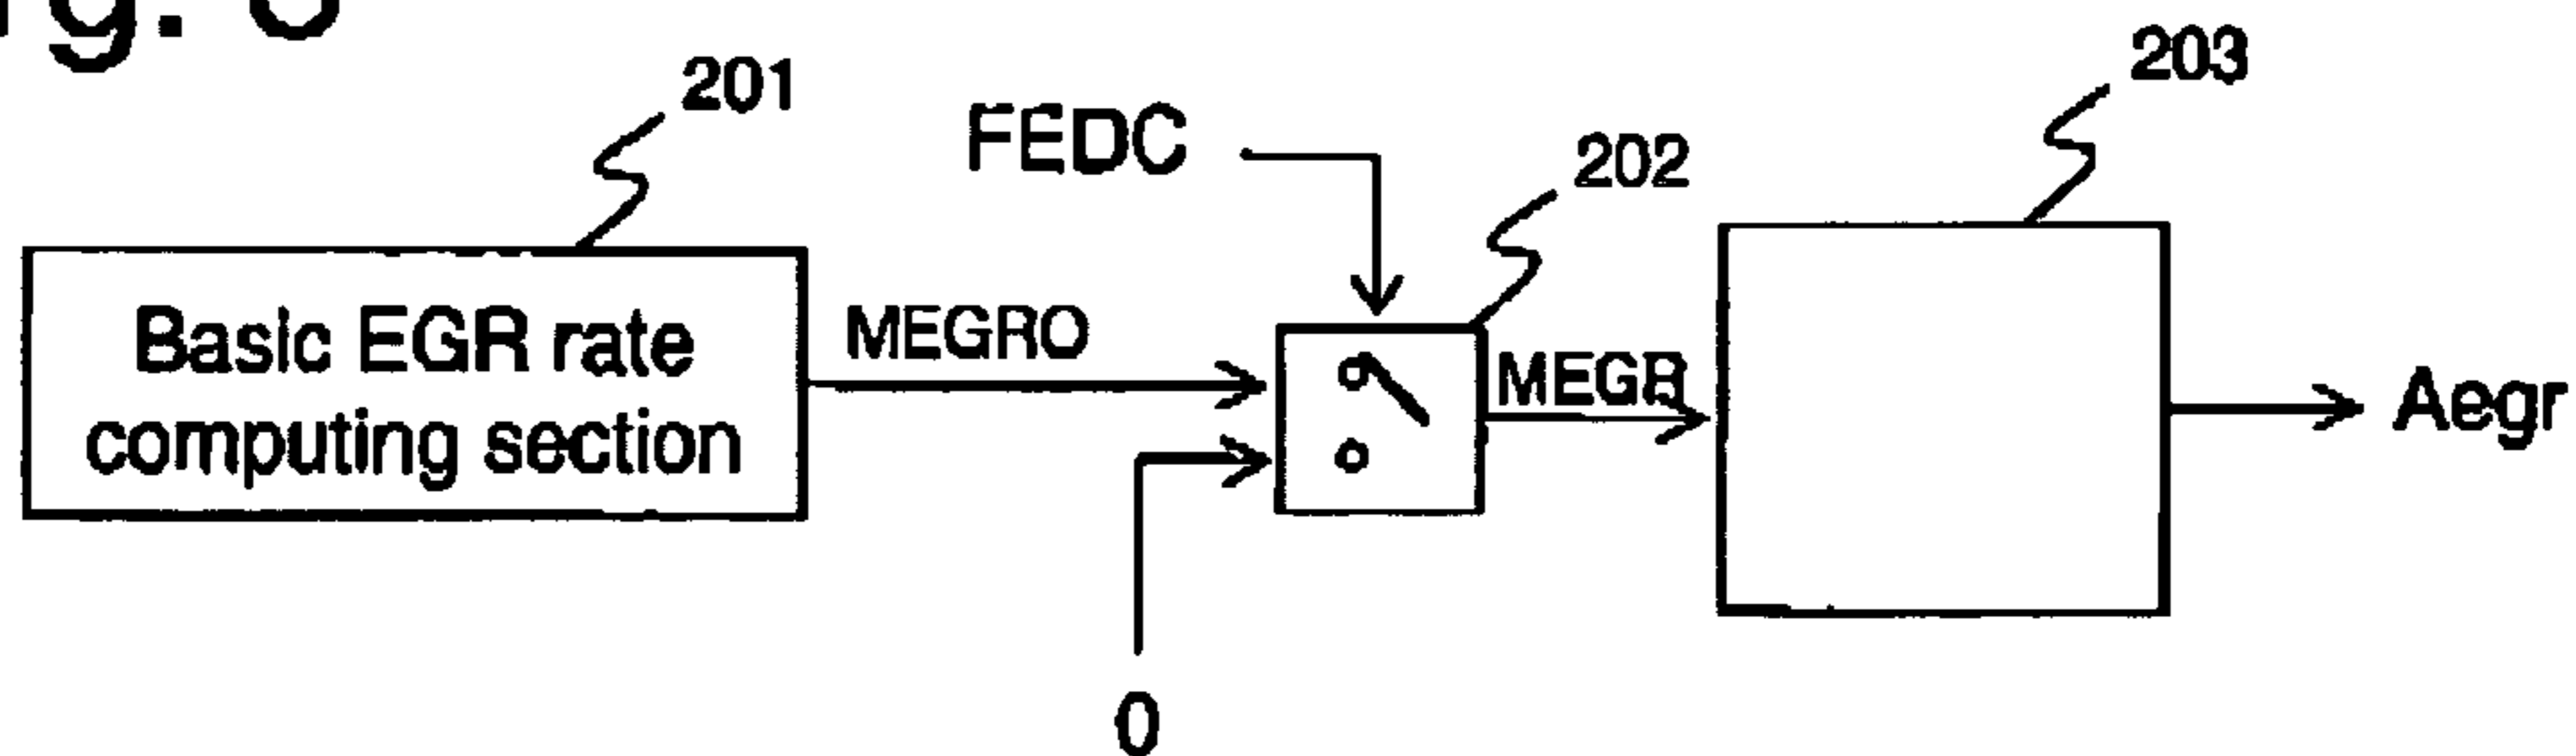 201
203
FEDC
202
Basic EGR rate
computing section
MEGRO
MEGR
Aegr
0